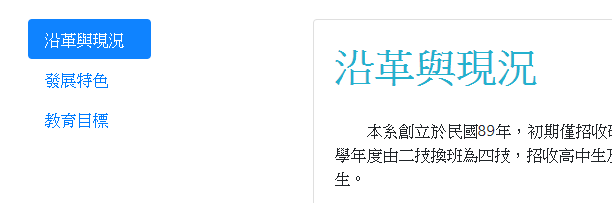 沿革與現況
發展特色
教育目標
沿革與現況
本系創立於民國89年，初期僅招收
學年度由二技換班為四技，招收高中生
生。